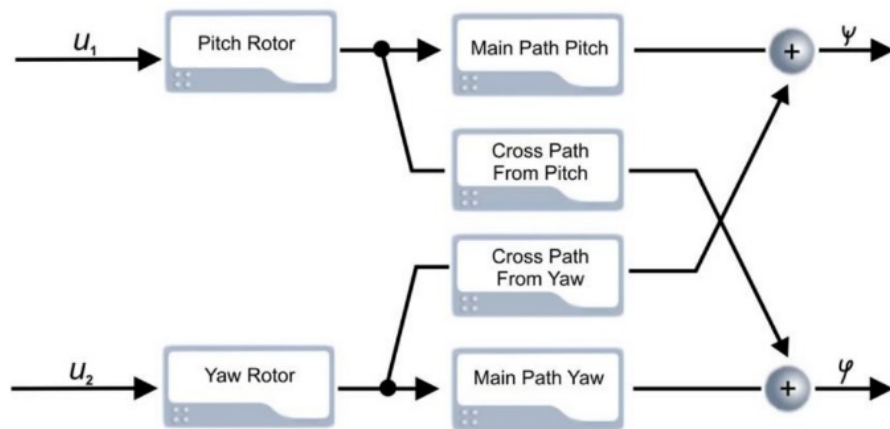 u₁
Pitch Rotor
Main Path Pitch
+
ψ
Cross Path
From Pitch
Cross Path
From Yaw
u₂
Yaw Rotor
Main Path Yaw
+
φ